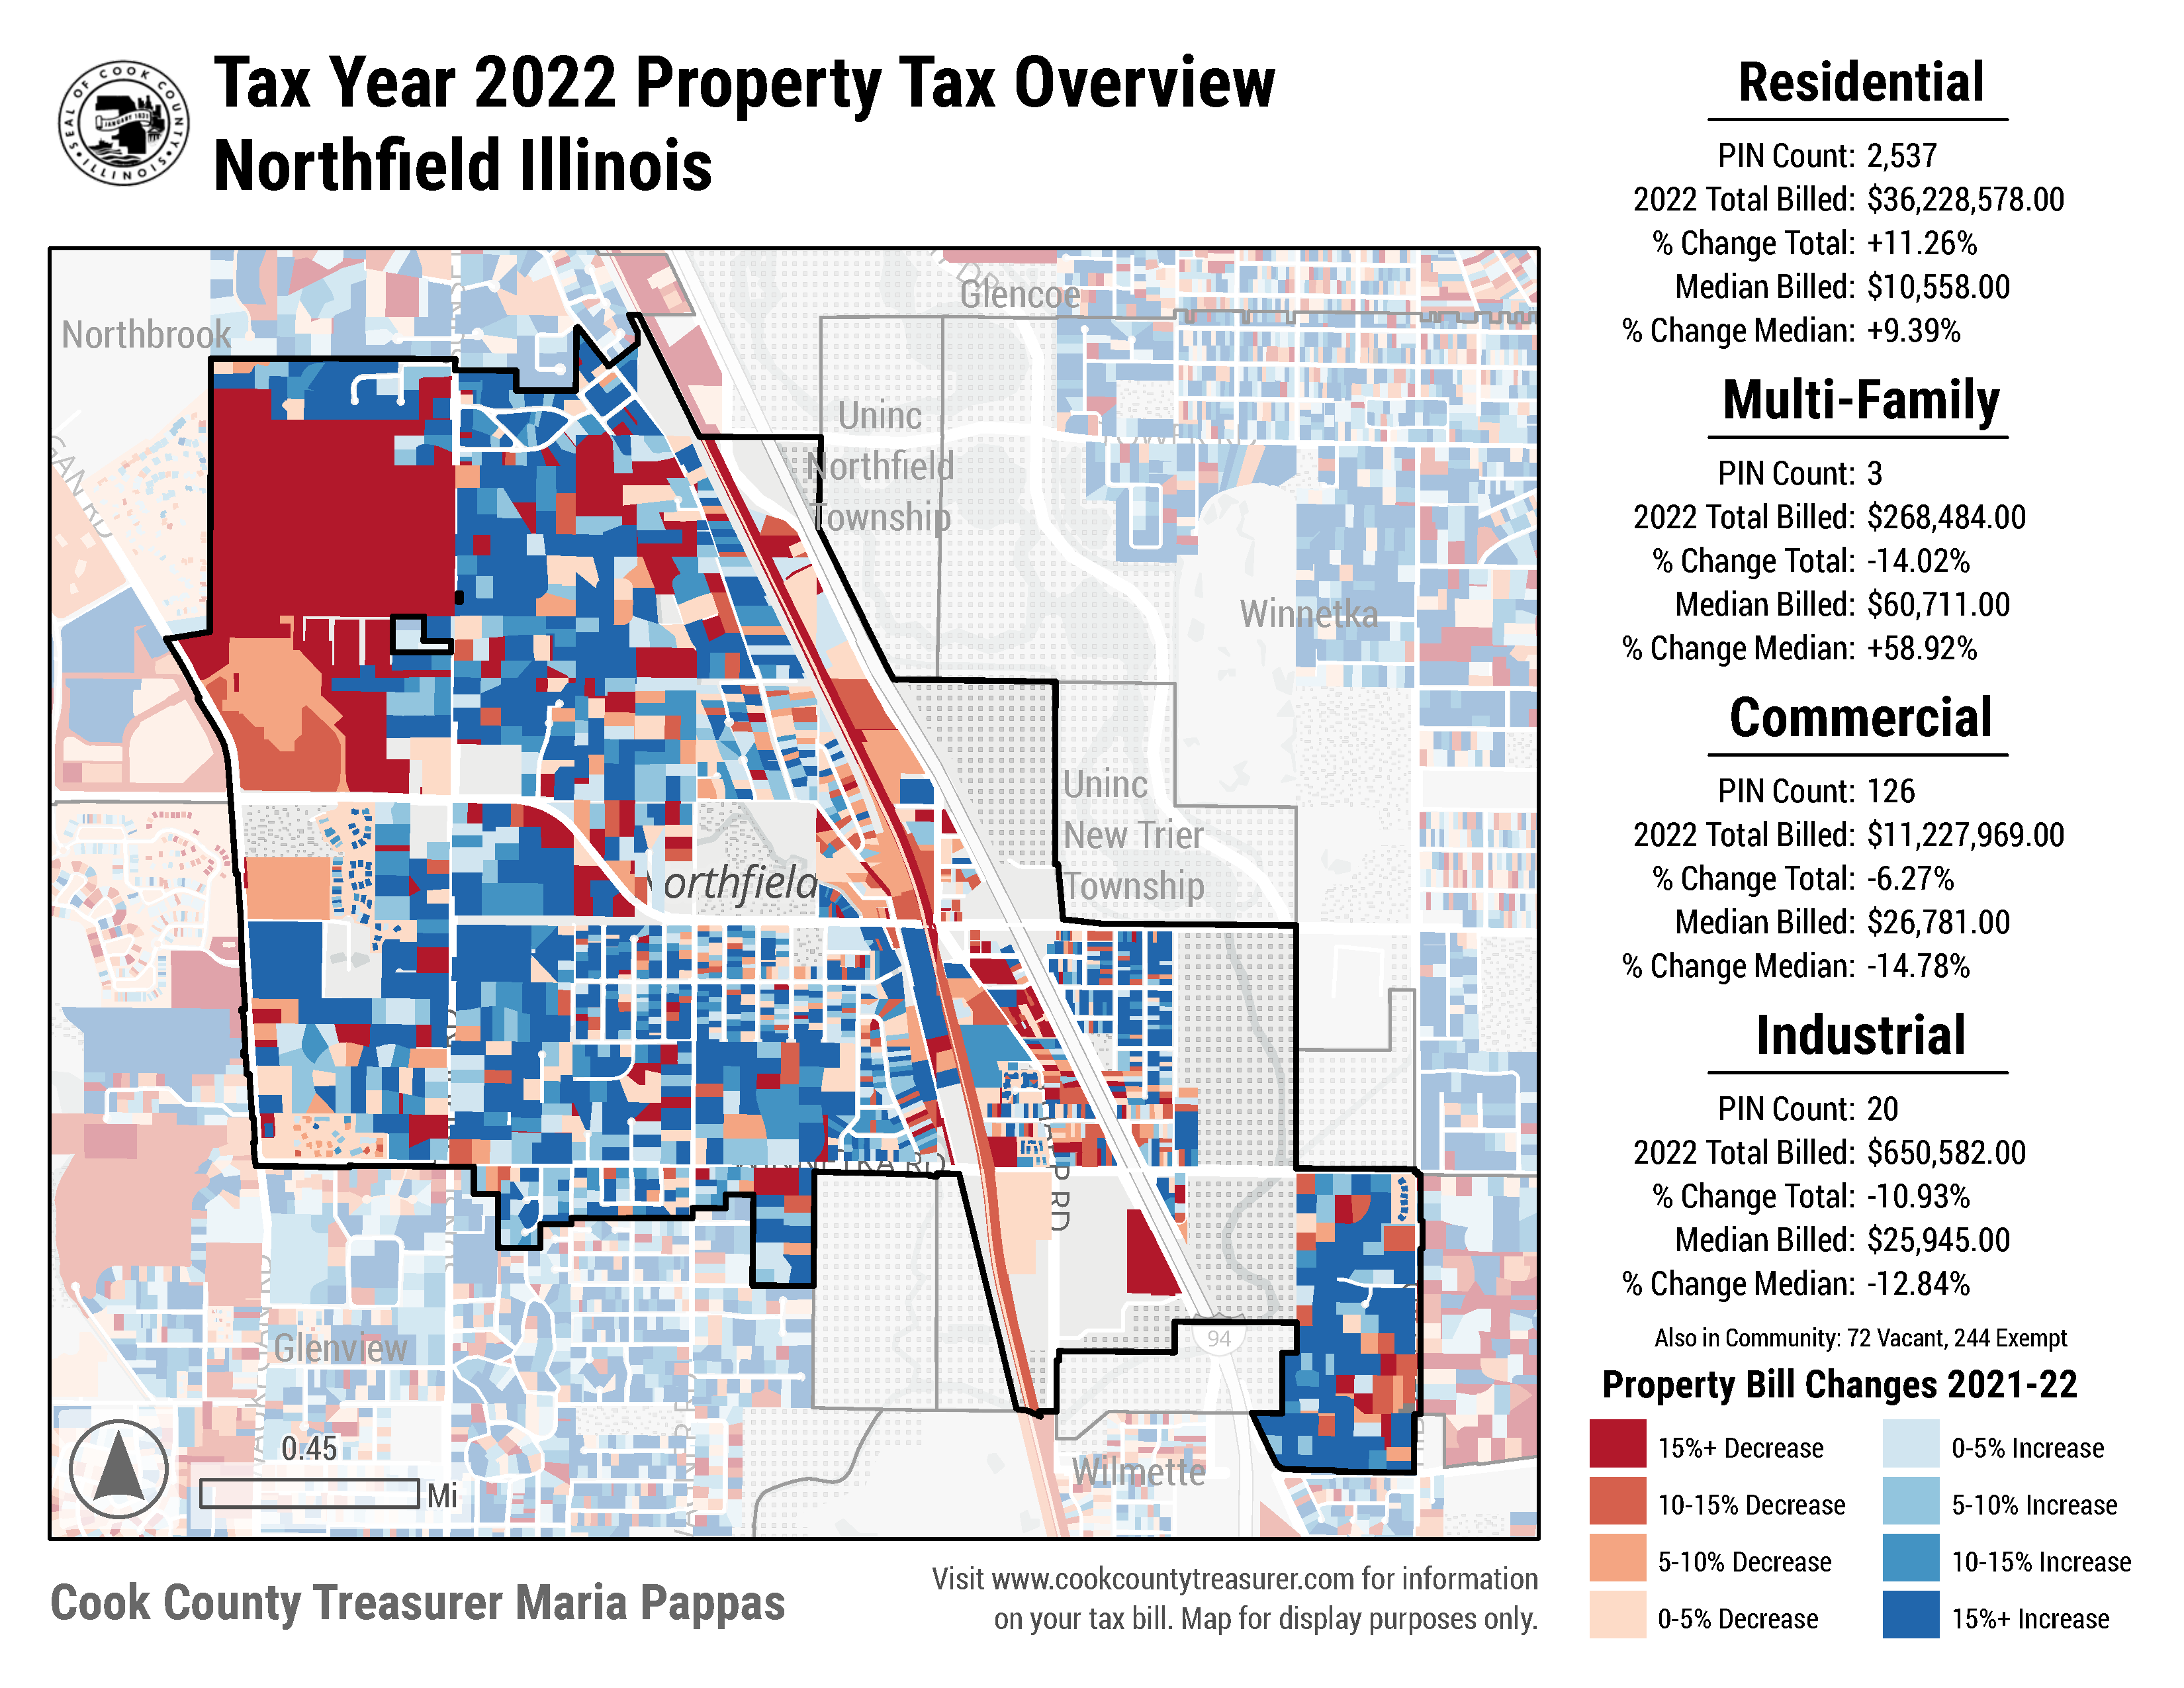 Tax Year 2022 Property Tax Overview
Northfield Illinois
SEAL OF COOK COUNTY
ILLINOIS
JANUARY 1831
Northbrook
Glencoe
Uninc
Northfield
Township
Winnetka
Uninc
New Trier
Township
orthfield
Glenview
Wilmette
94
0.45
Mi
Residential
PIN Count: 2,537
2022 Total Billed: $36,228,578.00
% Change Total: +11.26%
Median Billed: $10,558.00
% Change Median: +9.39%
Multi-Family
PIN Count: 3
2022 Total Billed: $268,484.00
% Change Total: -14.02%
Median Billed: $60,711.00
% Change Median: +58.92%
Commercial
PIN Count: 126
2022 Total Billed: $11,227,969.00
% Change Total: -6.27%
Median Billed: $26,781.00
% Change Median: -14.78%
Industrial
PIN Count: 20
2022 Total Billed: $650,582.00
% Change Total: -10.93%
Median Billed: $25,945.00
% Change Median: -12.84%
Also in Community: 72 Vacant, 244 Exempt
Property Bill Changes 2021-22
15%+ Decrease
10-15% Decrease
5-10% Decrease
0-5% Decrease
0-5% Increase
5-10% Increase
10-15% Increase
15%+ Increase
Cook County Treasurer Maria Pappas
Visit www.cookcountytreasurer.com for information
on your tax bill. Map for display purposes only.